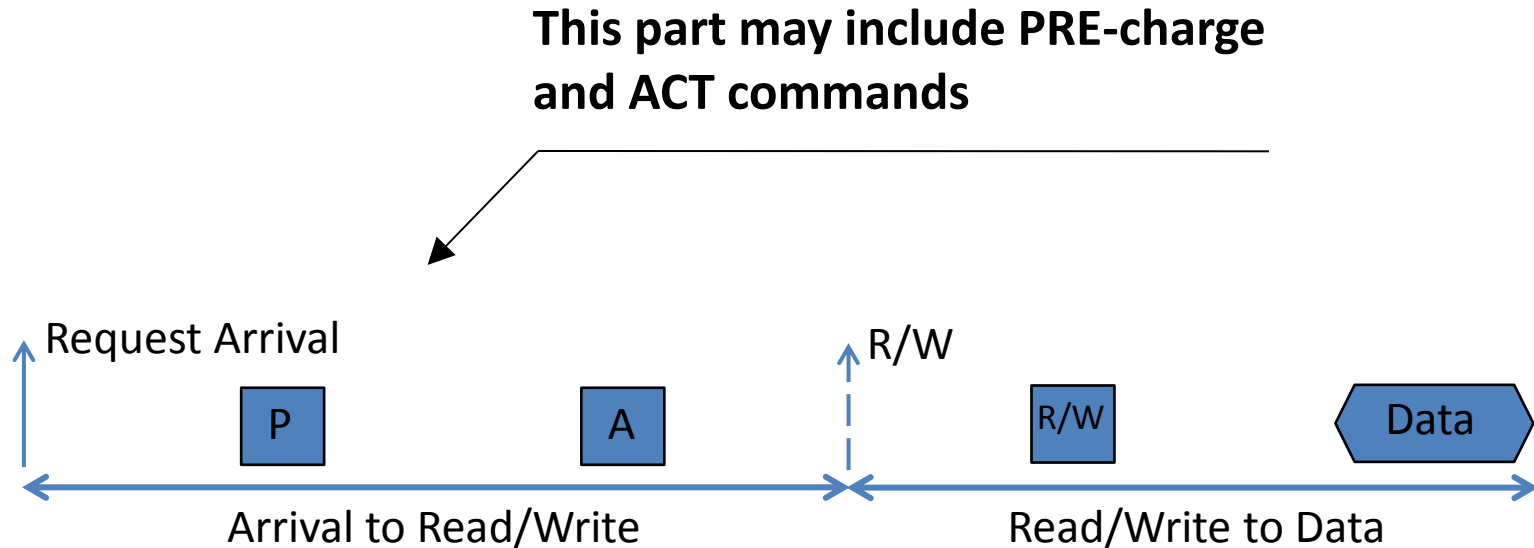 This part may include PRE-charge
and ACT commands
Request Arrival
R/W
P
A
R/W
Data
Arrival to Read/Write
Read/Write to Data